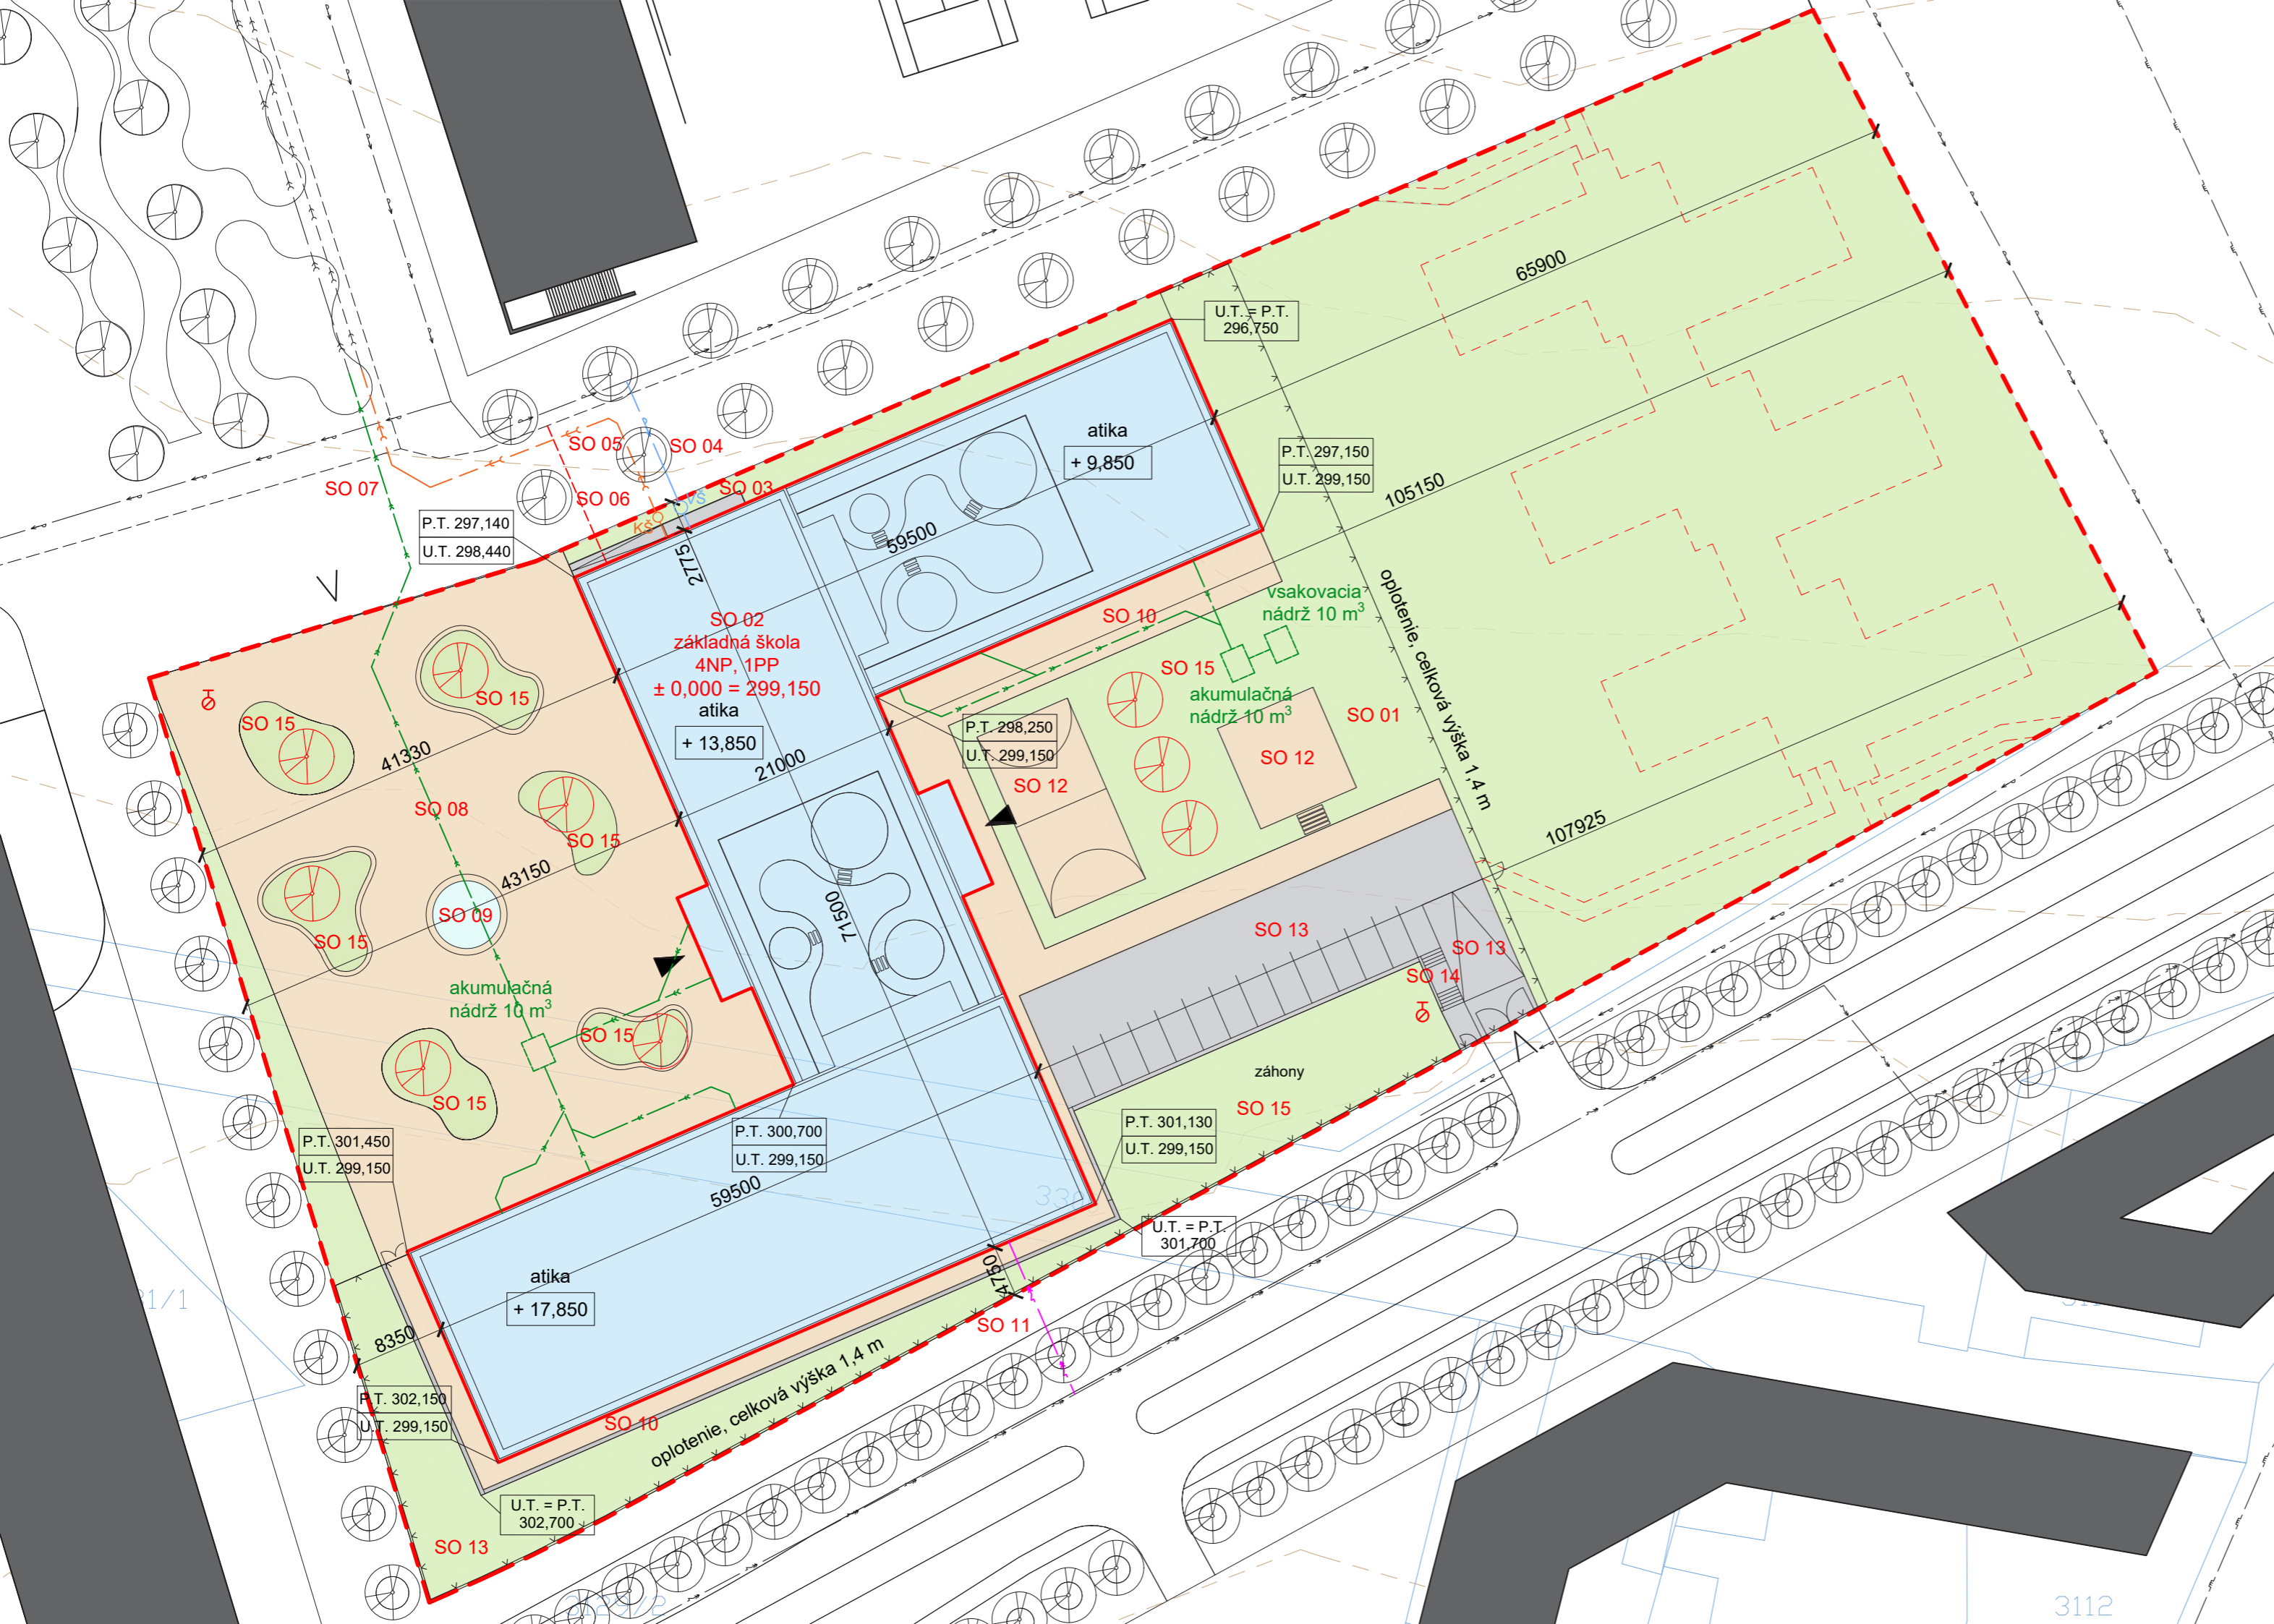 65900
U.T. = P.T.
296,750
atika
+ 9,850
SO 05
SO 04
P.T. 297,150
U.T. 299,150
105150
SO 07
SO 03
VŠ
SO 06
KŠ
P.T. 297,140
U.T. 298,440
59500
2775
oplotenie, celková výška 1,4 m
vsakovacia
nádrž 10 m³
SO 10
SO 02
základná škola
4NP, 1PP
± 0,000 = 299,150
atika
+ 13,850
SO 15
akumulačná
nádrž 10 m³
SO 01
SO 15
SO 15
P.T. 298,250
U.T. 299,150
41330
21000
SO 12
SO 12
SO 08
107925
SO 15
43150
SO 09
71500
SO 15
SO 13
SO 13
SO 14
akumulačná
nádrž 10 m³
SO 15
záhony
SO 15
SO 15
P.T. 300,700
U.T. 299,150
P.T. 301,130
U.T. 299,150
P.T. 301,450
U.T. 299,150
59500
U.T. = P.T.
301,700
4750
atika
+ 17,850
SO 11
8350
P.T. 302,150
U.T. 299,150
SO 10
oplotenie, celková výška 1,4 m
U.T. = P.T.
302,700
SO 13
3129/2
3112